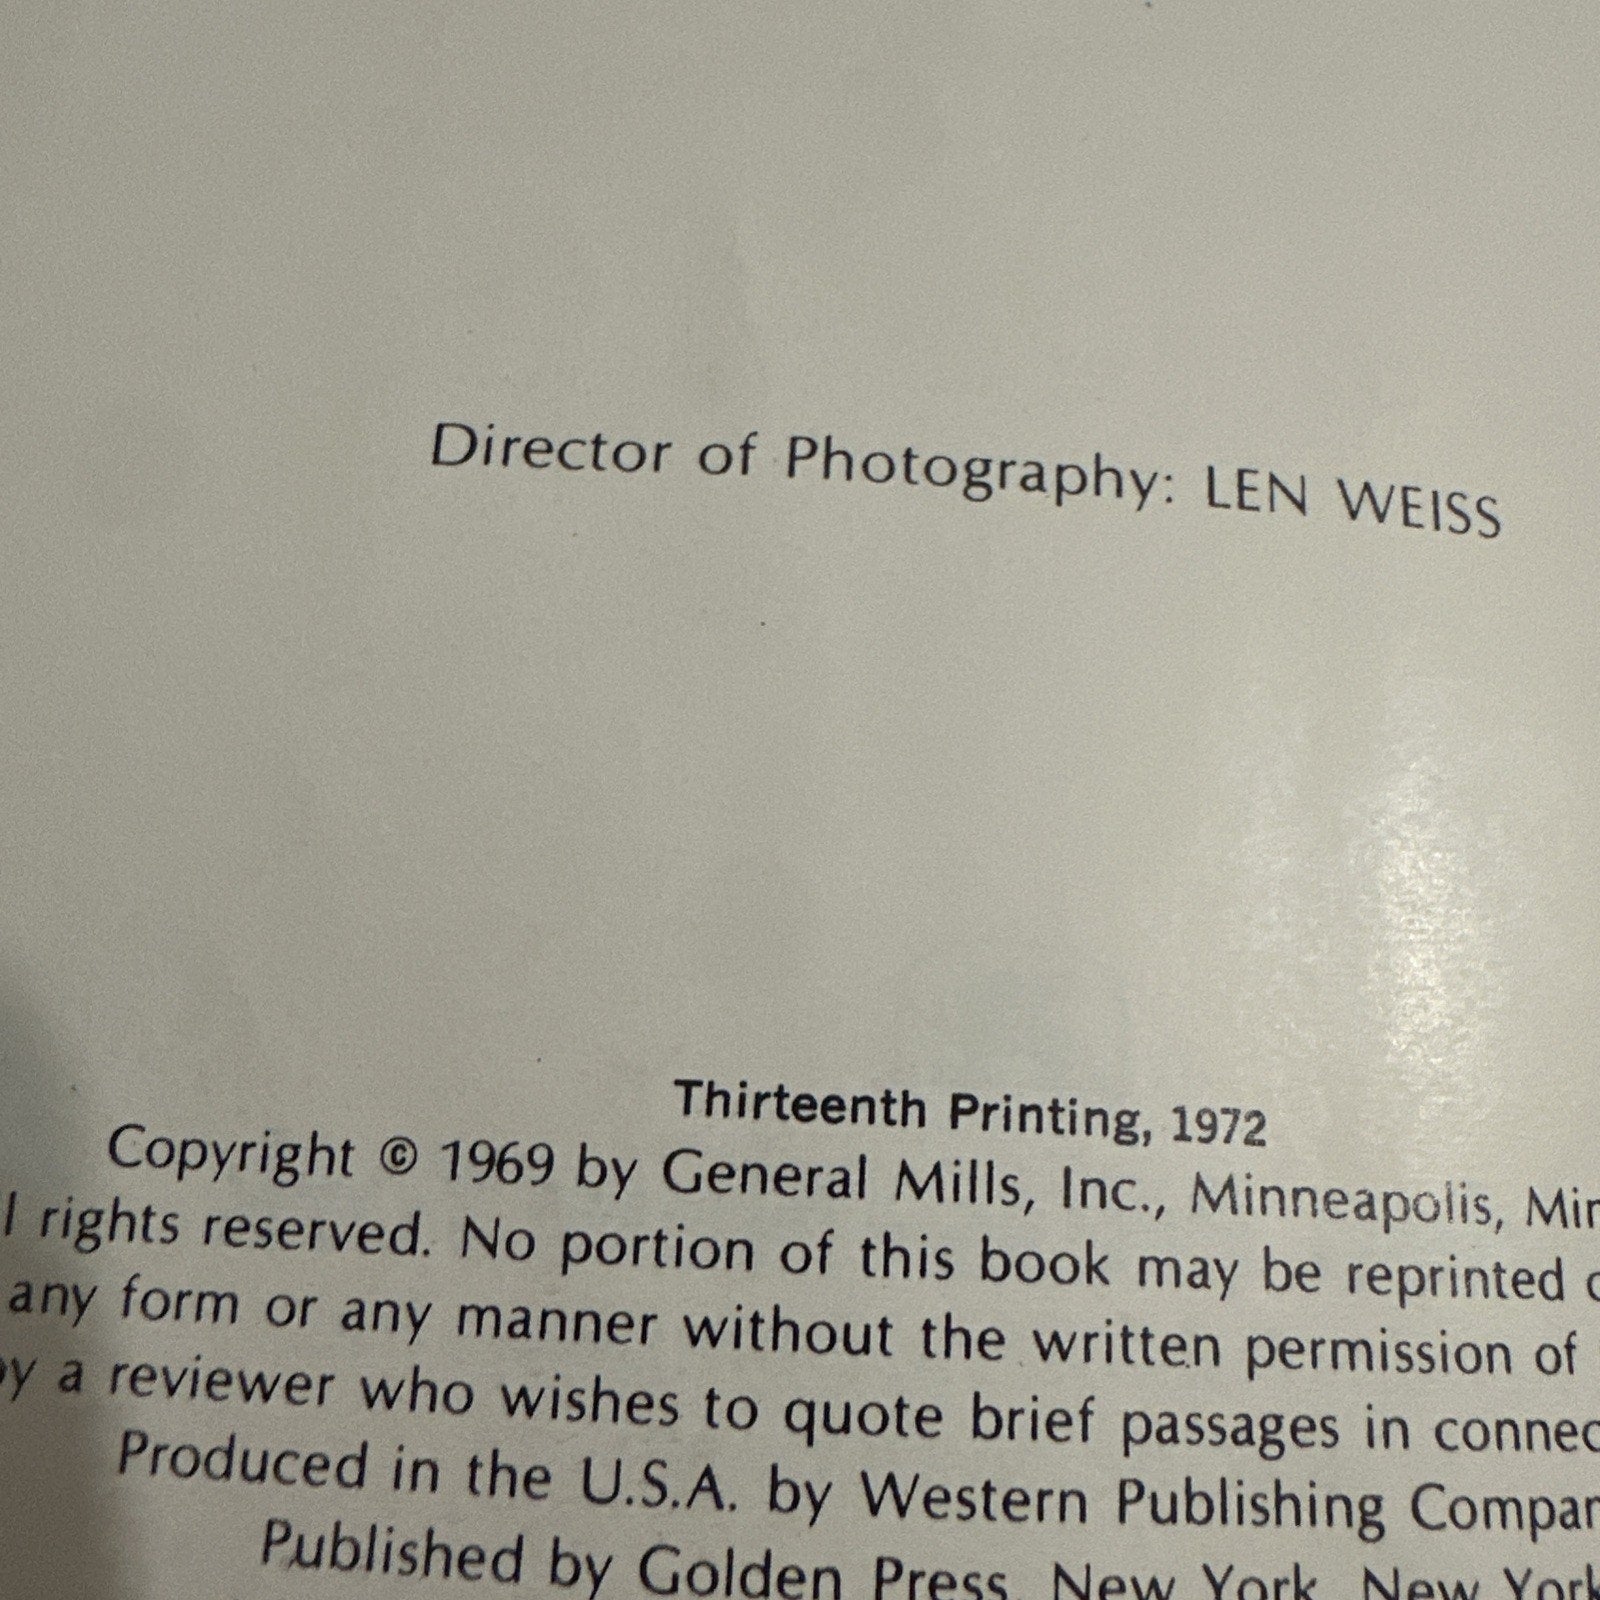 Director of Photography: LEN WEISS
Thirteenth Printing, 1972
Copyright © 1969 by General Mills, Inc., Minneapolis,
rights reserved. No portion of this book may be reprinted
any form or any manner without the written permission of
a reviewer who wishes to quote brief passages in
Produced in the U.S.A. by Western Publishing
Published by Golden Press, New York, New York